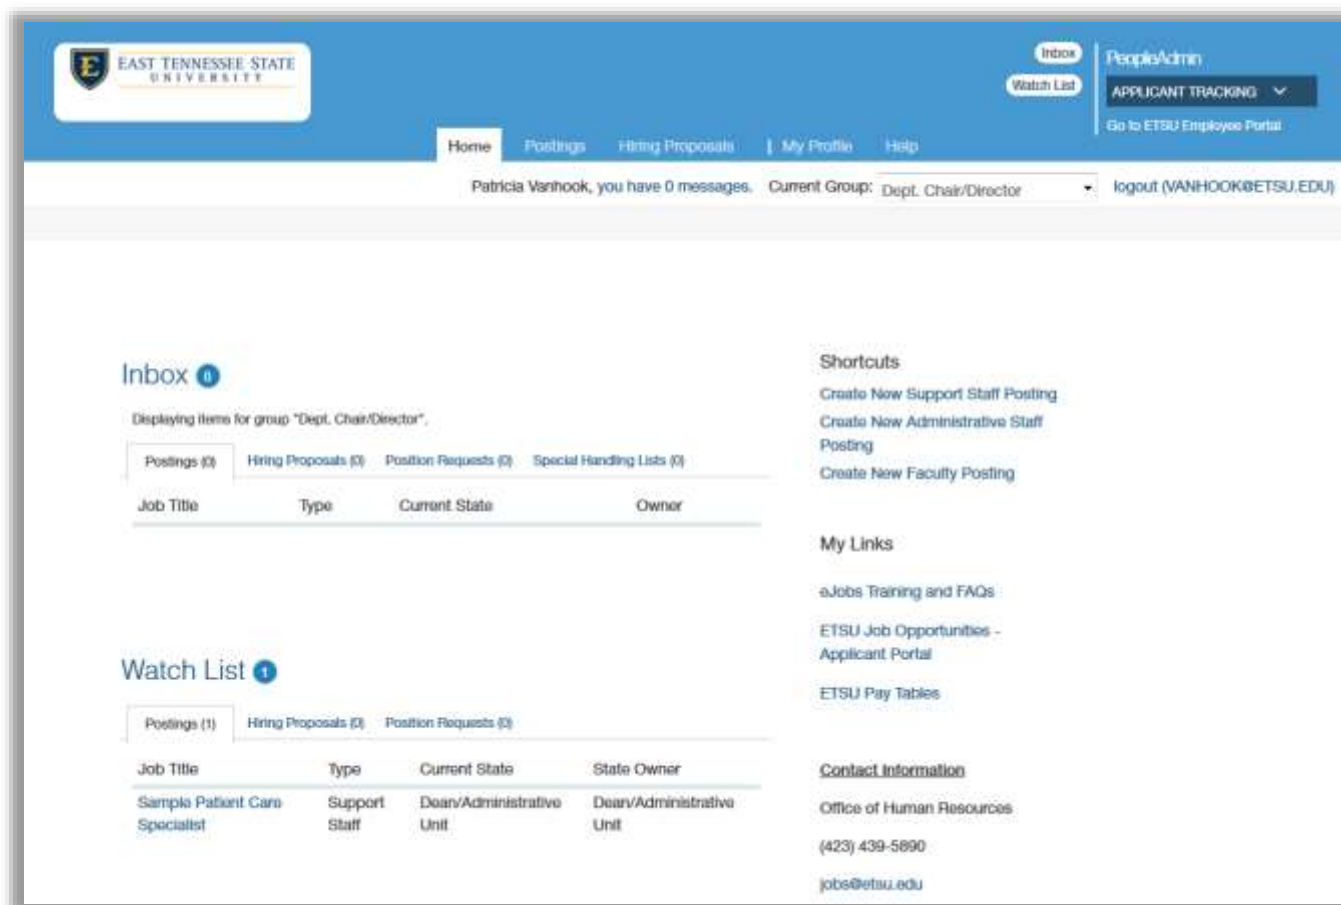 EAST TENNESSEE STATE
UNIVERSITY
Inbox
Watch List
PeopleAdmin
APPLICANT TRACKING
Go to ETSU Employee Portal
Home Postings Hiring Proposals | My Profile Help
Patricia Vanhook, you have 0 messages. Current Group: Dept. Chair/Director logout (VANHOOK@ETSU.EDU)
Inbox 0
Displaying items for group "Dept. Chair/Director".
Postings (0) Hiring Proposals (0) Position Requests (0) Special Handling Lists (0)
Job Title Type Current State Owner
Watch List 1
Postings (1) Hiring Proposals (0) Position Requests (0)
Job Title Type Current State State Owner
Sample Patient Care Support Dean/Administrative Dean/Administrative
Specialist Staff Unit Unit
Shortcuts
Create New Support Staff Posting
Create New Administrative Staff
Posting
Create New Faculty Posting
My Links
eJobs Training and FAQs
ETSU Job Opportunities -
Applicant Portal
ETSU Pay Tables
Contact Information
Office of Human Resources
(423) 439-5890
jobs@etsu.edu